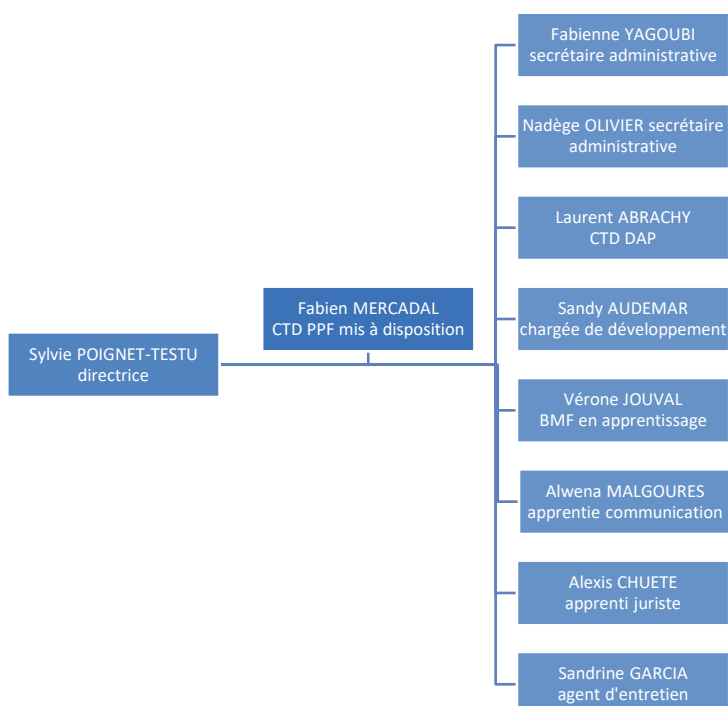 Fabienne YAGOUBI
secrétaire administrative
Nadège OLIVIER secrétaire
administrative
Laurent ABRACHY
CTD DAP
Fabien MERCADAL
CTD PPF mis à disposition
Sandy AUDEMAR
chargée de développement
Sylvie POIGNET-TESTU
directrice
Vérone JOUVAL
BMF en apprentissage
Alwena MALGOURES
apprentie communication
Alexis CHUETE
apprenti juriste
Sandrine GARCIA
agent d'entretien